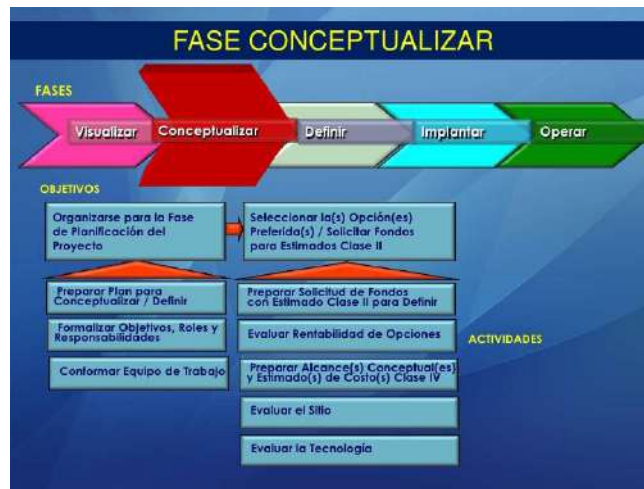 FASE CONCEPTUALIZAR
FASES
Visualizar
Conceptualizar
Definir
Implantar
Operar
OBJETIVOS
Organizarse para la Fase
de Planificación del
Proyecto
Seleccionar la(s) Opción(es)
Preferida(s) / Solicitar Fondos
para Estimados Clase II
Preparar Plan para
Conceptualizar / Definir
Formalizar Objetivos, Roles y
Responsabilidades
Conformar Equipo de Trabajo
Preparar Solicitud de Fondos
con Estimado Clase II para Definir
Evaluar Rentabilidad de Opciones
Preparar Alcance(s) Conceptual(es)
y Estimado(s) de Costo(s) Clase IV
Evaluar el Sitio
Evaluar la Tecnología
ACTIVIDADES